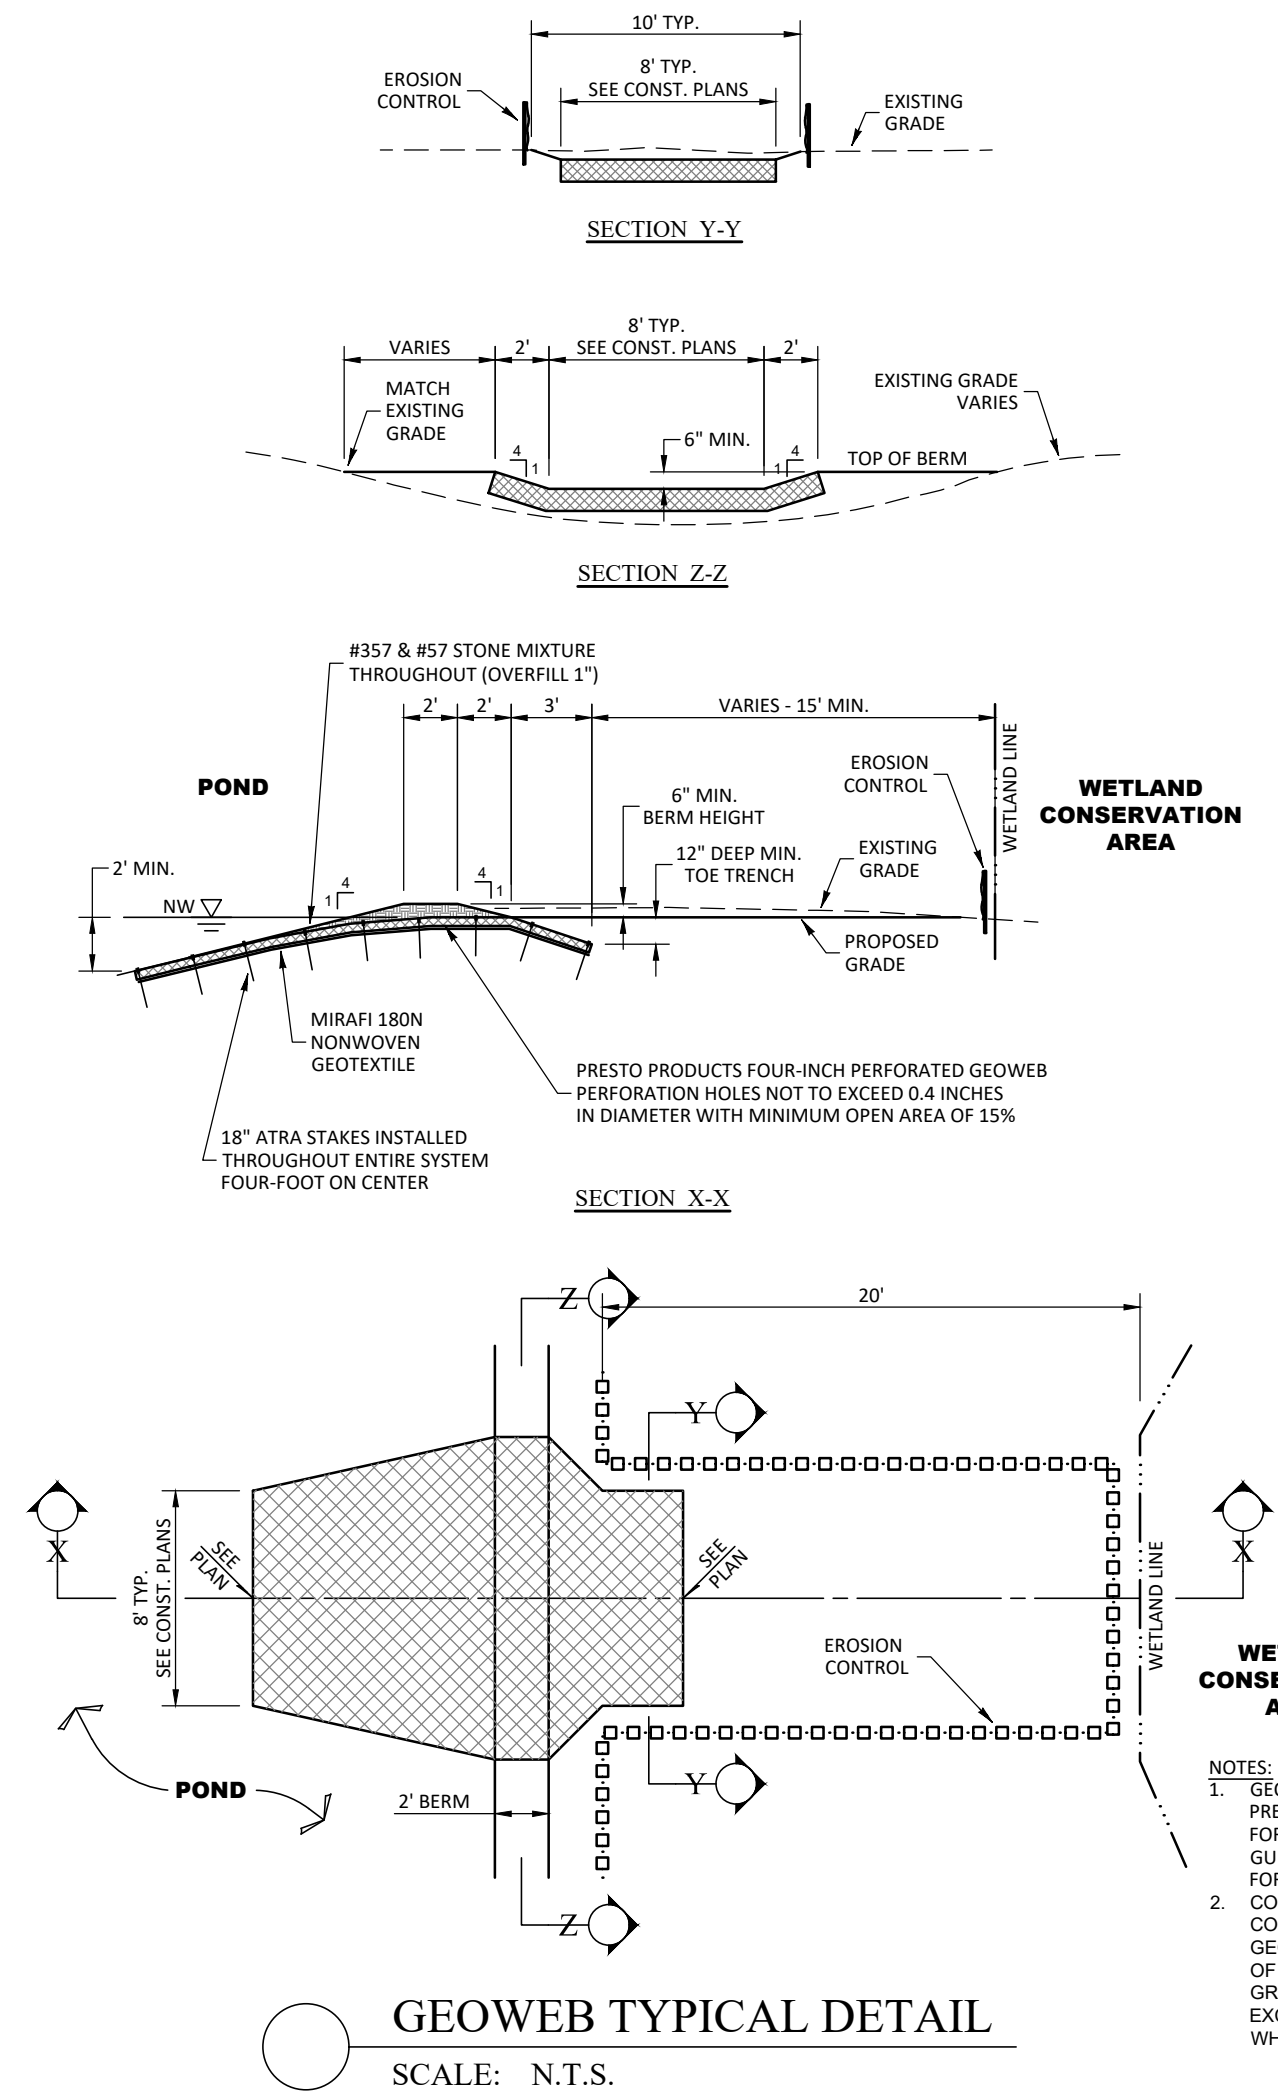 10' TYP.
8' TYP.
SEE CONST. PLANS
EROSION
CONTROL
EXISTING
GRADE
SECTION Y-Y
8' TYP.
SEE CONST. PLANS
VARIES
2'
2'
MATCH
EXISTING
GRADE
EXISTING GRADE
VARIES
6" MIN.
4
1
4
1
TOP OF BERM
SECTION Z-Z
#357 & #57 STONE MIXTURE
THROUGHOUT (OVERFILL 1")
2'
2'
3'
VARIES - 15' MIN.
WETLAND LINE
POND
EROSION
CONTROL
WETLAND
CONSERVATION
AREA
6" MIN.
BERM HEIGHT
12" DEEP MIN.
TOE TRENCH
EXISTING
GRADE
2' MIN.
NW
4
1
4
1
PROPOSED
GRADE
MIRAFI 180N
NONWOVEN
GEOTEXTILE
PRESTO PRODUCTS FOUR-INCH PERFORATED GEOWEB
PERFORATION HOLES NOT TO EXCEED 0.4 INCHES
IN DIAMETER WITH MINIMUM OPEN AREA OF 15%
18" ATRA STAKES INSTALLED
THROUGHOUT ENTIRE SYSTEM
FOUR-FOOT ON CENTER
SECTION X-X
Z
20'
Y
X
X
8' TYP.
SEE CONST. PLANS
SEE
PLAN
SEE
PLAN
WETLAND LINE
EROSION
CONTROL
POND
2' BERM
Y
Z
NOTES:
1.
2.
OF
GEOWEB TYPICAL DETAIL
SCALE: N.T.S.